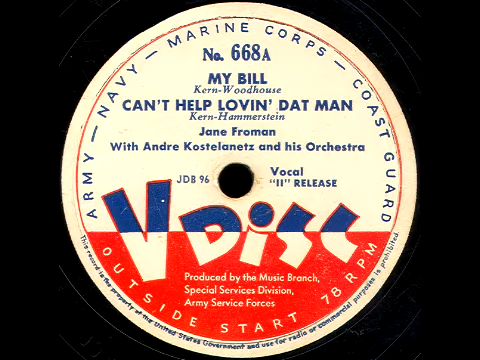 ARMY — NAVY — MARINE CORPS — COAST GUARD
No. 668A
MY BILL
Kern-Woodhouse
CAN'T HELP LOVIN' DAT MAN
Kern-Hammerstein
Jane Froman
With Andre Kostelanetz and his Orchestra
JDB 96
Vocal
"II" RELEASE
V DISC
Produced by the Music Branch,
Special Services Division,
Army Service Forces
OUTSIDE START 78 RPM
This record is the property of the United States Government and use for radio or commercial purposes is prohibited.